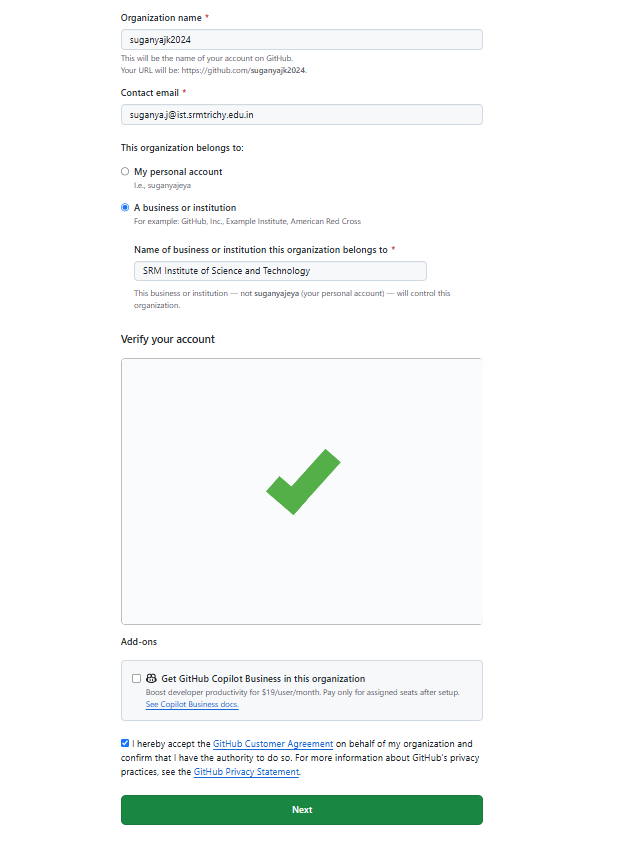 Organization name *
suganyajk2024
This will be the name of your account on GitHub.
Your URL will be: https://github.com/suganyajk2024.
Contact email *
suganya.j@ist.srmtrichy.edu.in
This organization belongs to:
My personal account
I.e., suganyajeya
A business or institution
For example: GitHub, Inc., Example Institute, American Red Cross
Name of business or institution this organization belongs to *
SRM Institute of Science and Technology
This business or institution — not suganyajeya (your personal account) — will control this
organization.
Verify your account
Add-ons
Get GitHub Copilot Business in this organization
Boost developer productivity for $19/user/month. Pay only for assigned seats after setup.
See Copilot Business docs.
I hereby accept the GitHub Customer Agreement on behalf of my organization and
confirm that I have the authority to do so. For more information about GitHub's privacy
practices, see the GitHub Privacy Statement.
Next